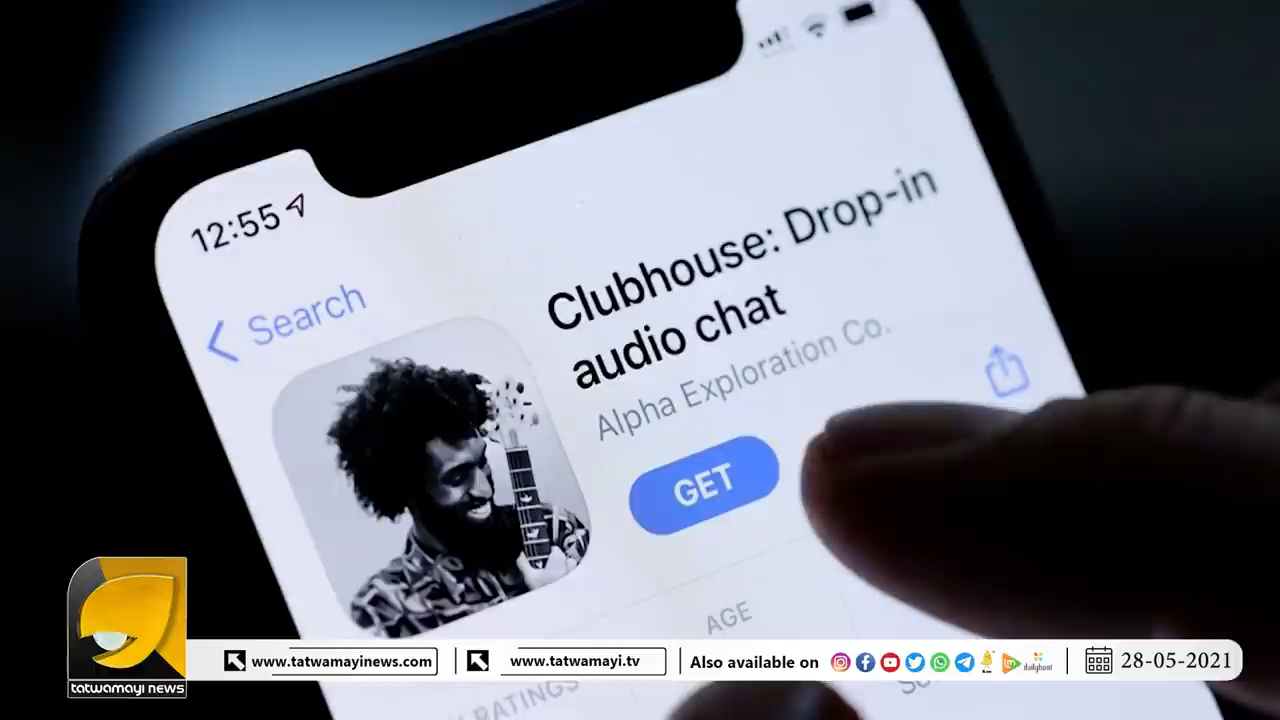 12:55
Search
Clubhouse: Drop-in
audio chat
Alpha Exploration Co.
GET
AGE
RATINGS
tatwamayi news
www.tatwamayinews.com
www.tatwamayi.tv
Also available on
dailyhunt
28-05-2021